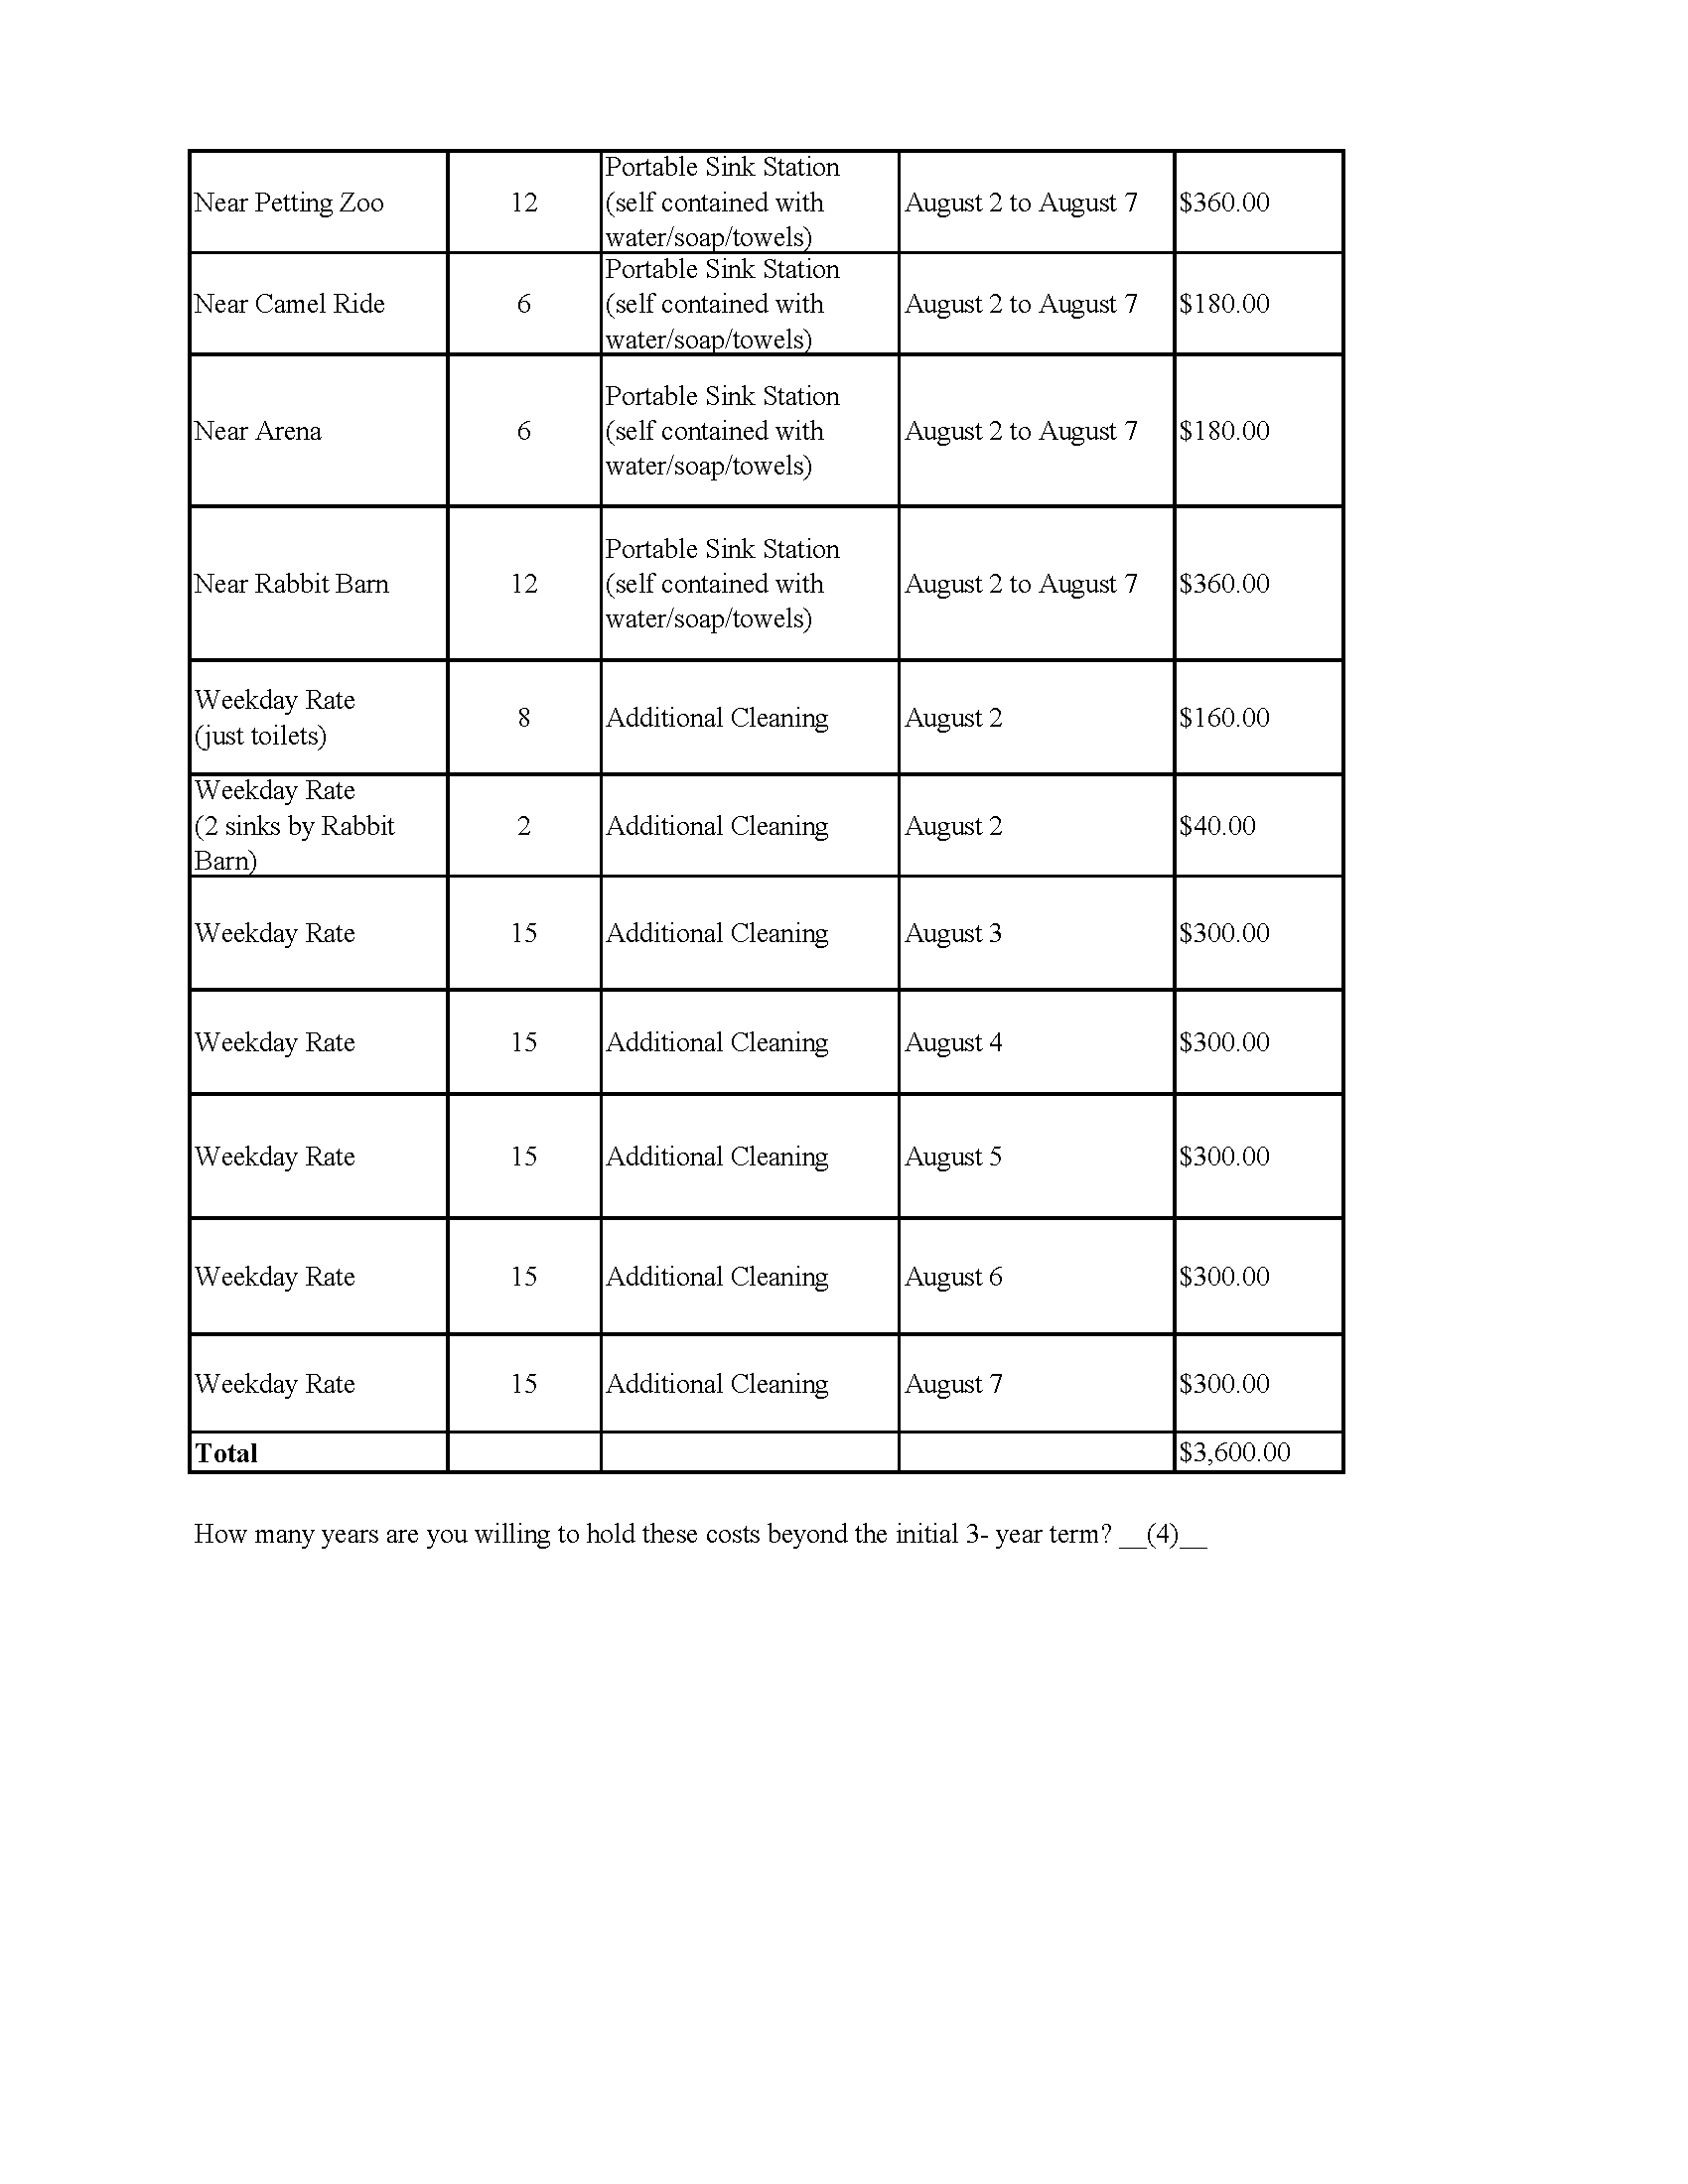 Near Petting Zoo 12 Portable Sink Station August 2 to August 7 $360.00
(self contained with
water/soap/towels)
Near Camel Ride 6 Portable Sink Station August 2 to August 7 $180.00
(self contained with
water/soap/towels)
Near Arena 6 Portable Sink Station August 2 to August 7 $180.00
(self contained with
water/soap/towels)
Near Rabbit Barn 12 Portable Sink Station August 2 to August 7 $360.00
(self contained with
water/soap/towels)
Weekday Rate 8 Additional Cleaning August 2 $160.00
(just toilets)
Weekday Rate 2 Additional Cleaning August 2 $40.00
(2 sinks by Rabbit
Barn)
Weekday Rate 15 Additional Cleaning August 3 $300.00
Weekday Rate 15 Additional Cleaning August 4 $300.00
Weekday Rate 15 Additional Cleaning August 5 $300.00
Weekday Rate 15 Additional Cleaning August 6 $300.00
Weekday Rate 15 Additional Cleaning August 7 $300.00
Total $3,600.00
How many years are you willing to hold these costs beyond the initial 3- year term? __(4)__